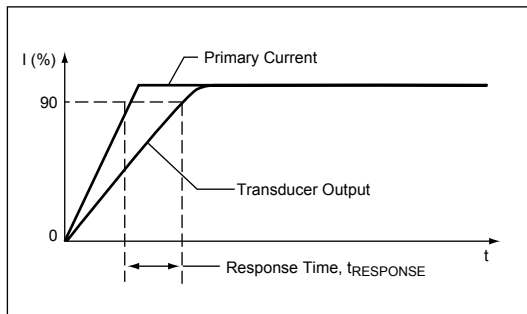 I (%)
Primary Current
90
Transducer Output
0
t
Response Time, tRESPONSE